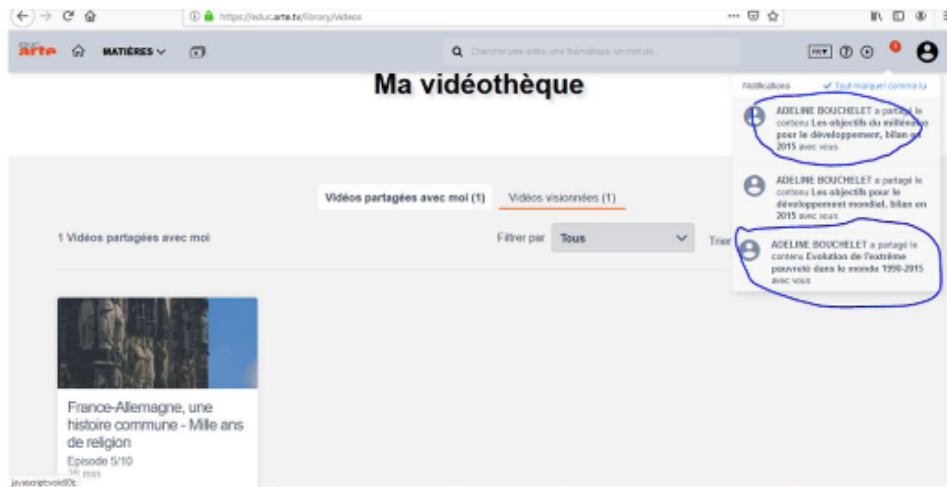 https://educ.arte.tv/library/videos
EDUC
arte
MATIÈRES
Chercher une vidéo, une thématique, un mot clé...
Ma vidéothèque
Notifications
Tout marquer comme lu
ADELINE BOUCHELET a partagé le
contenu Les objectifs du millénaire
pour le développement, bilan en
2015 avec vous
ADELINE BOUCHELET a partagé le
contenu Les objectifs pour le
développement mondial, bilan en
2015 avec vous
ADELINE BOUCHELET a partagé le
contenu Evolution de l'extrême
pauvreté dans le monde 1990-2015
avec vous
Vidéos partagées avec moi (1)
Vidéos visionnées (1)
1 Vidéos partagées avec moi
Filtrer par
Tous
Trier
France-Allemagne, une
histoire commune - Mille ans
de religion
Episode 5/10
26 min
javascript:void(0);